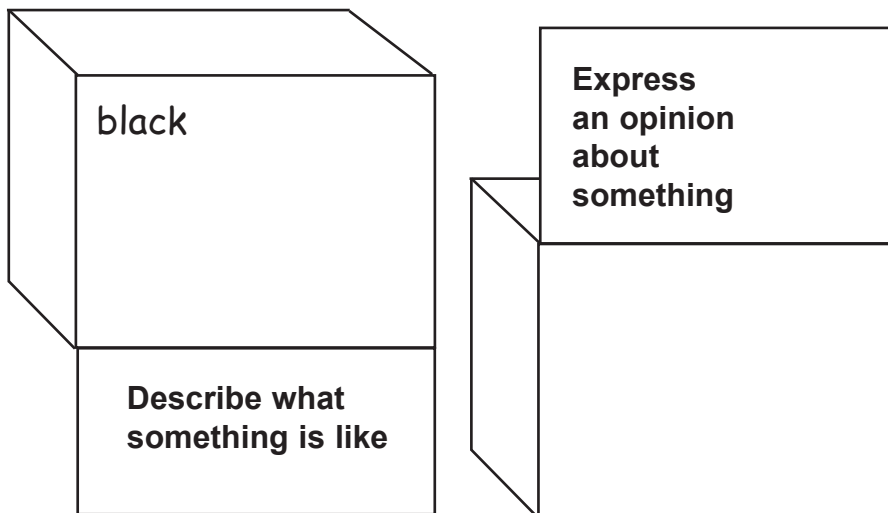 black
Describe what
something is like
Express
an opinion
about
something